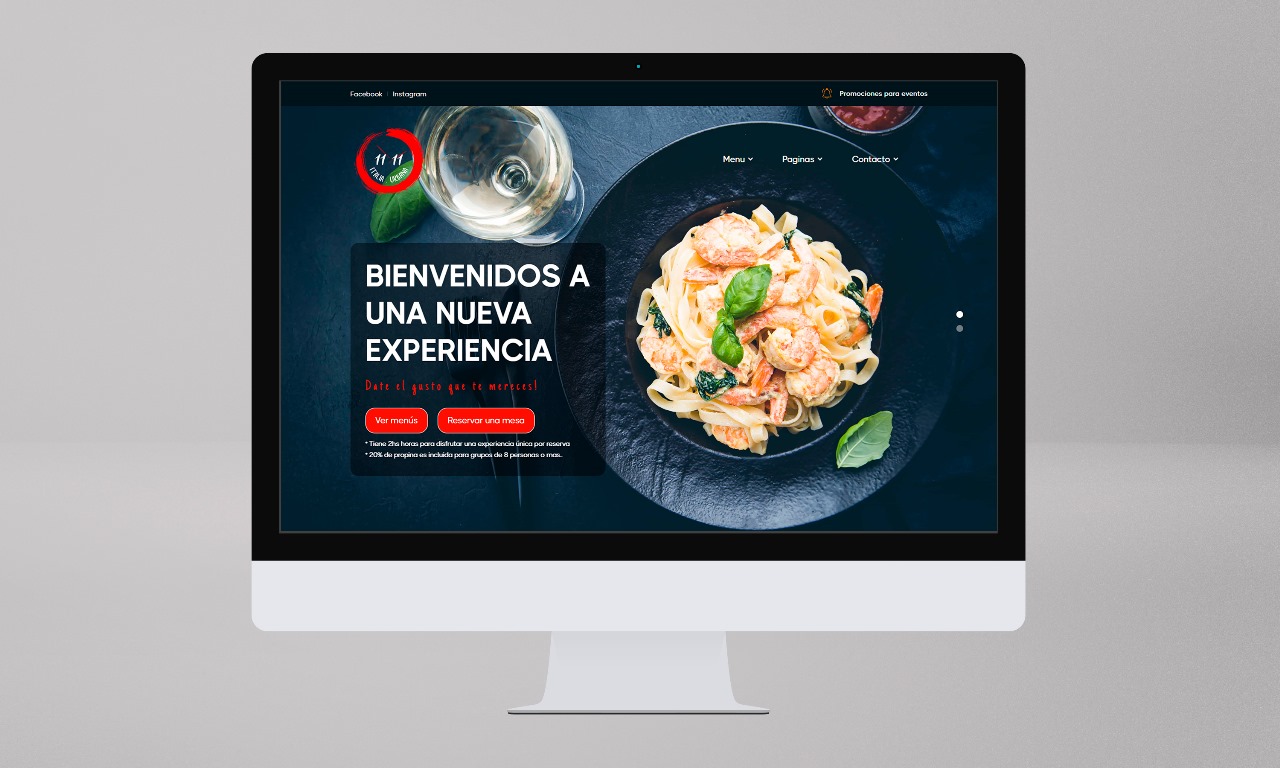 Facebook | Instagram
Promociones para eventos
11 11
ITALIA URBANA
Menu
Paginas
Contacto
BIENVENIDOS A
UNA NUEVA
EXPERIENCIA
Date el gusto que te mereces!
Ver menús
Reservar una mesa
* Tiene 2hs horas para disfrutar una experiencia única por reserva
* 20% de propina es incluida para grupos de 8 personas o mas..